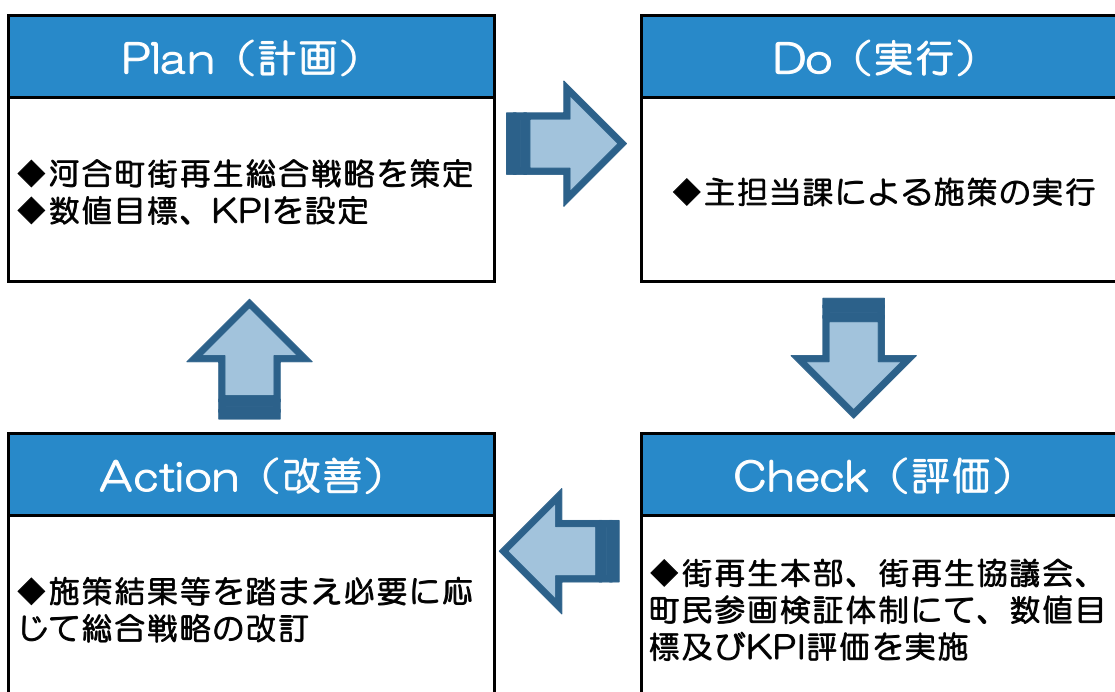 Plan（計画）
◆河合町街再生総合戦略を策定
◆数値目標、KPIを設定
Do（実行）
◆主担当課による施策の実行
Action（改善）
◆施策結果等を踏まえ必要に応
じて総合戦略の改訂
Check（評価）
◆街再生本部、街再生協議会、
町民参画検証体制にて、数値目
標及びKPI評価を実施